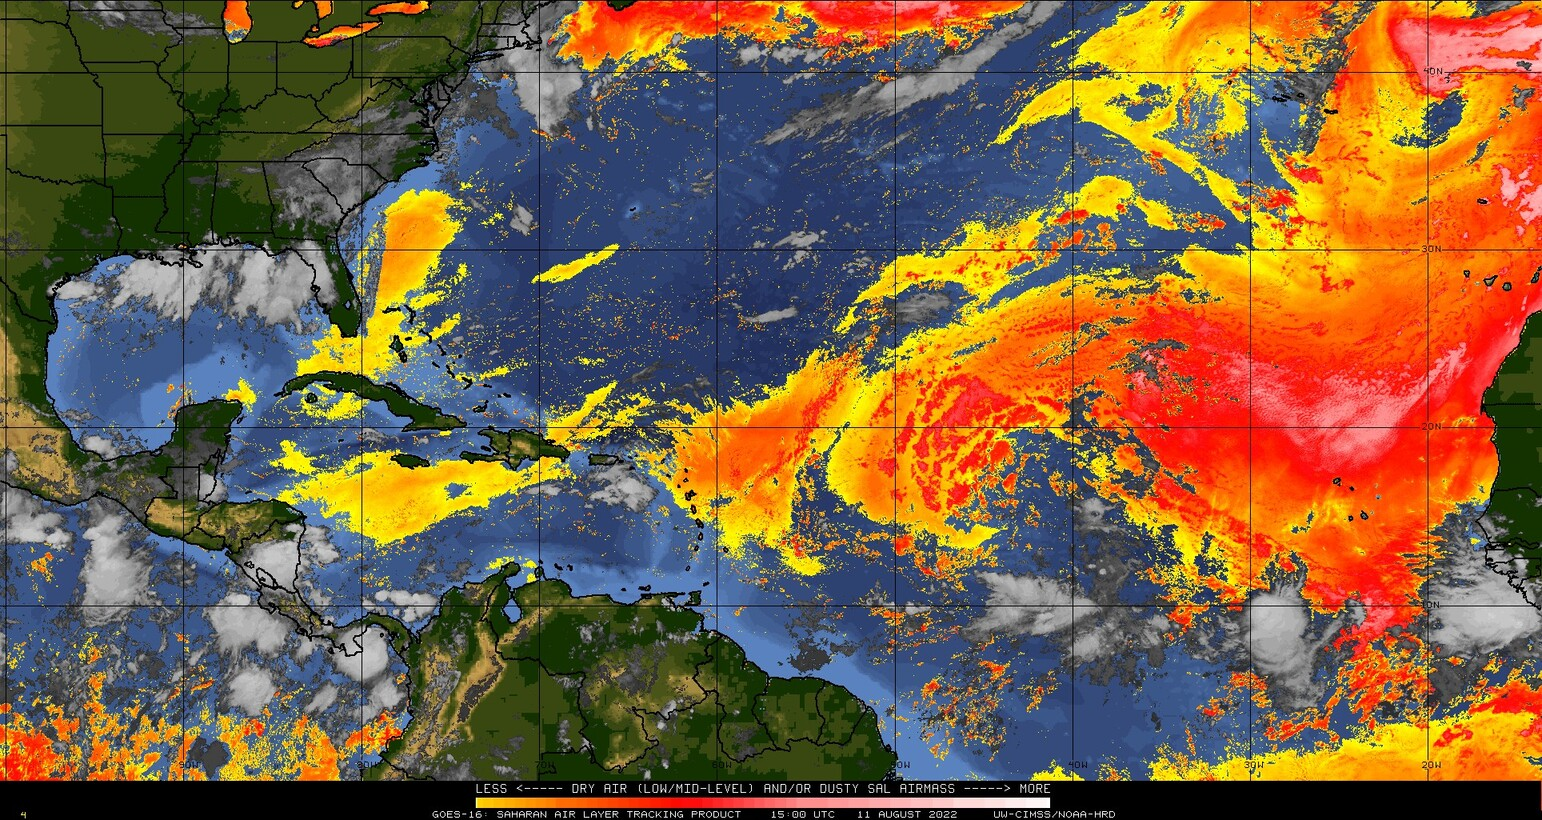 40N
30N
20N
10N
90W 80W 70W 60W 50W 40W 30W 20W
LESS <----- DRY AIR (LOW/MID-LEVEL) AND/OR DUSTY SAL AIRMASS -----> MORE
4 GOES-16: SAHARAN AIR LAYER TRACKING PRODUCT 15:00 UTC 11 AUGUST 2022 UW-CIMSS/NOAA-HRD